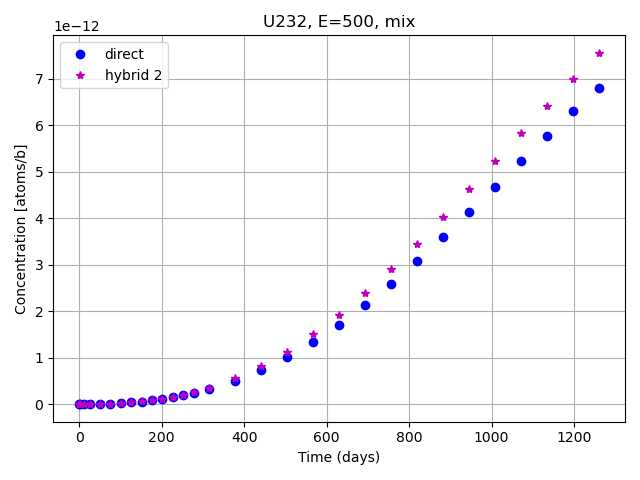 U232, E=500, mix
1e−12
direct
hybrid 2
7
6
5
4
3
2
1
0
Concentration [atoms/b]
0 200 400 600 800 1000 1200
Time (days)